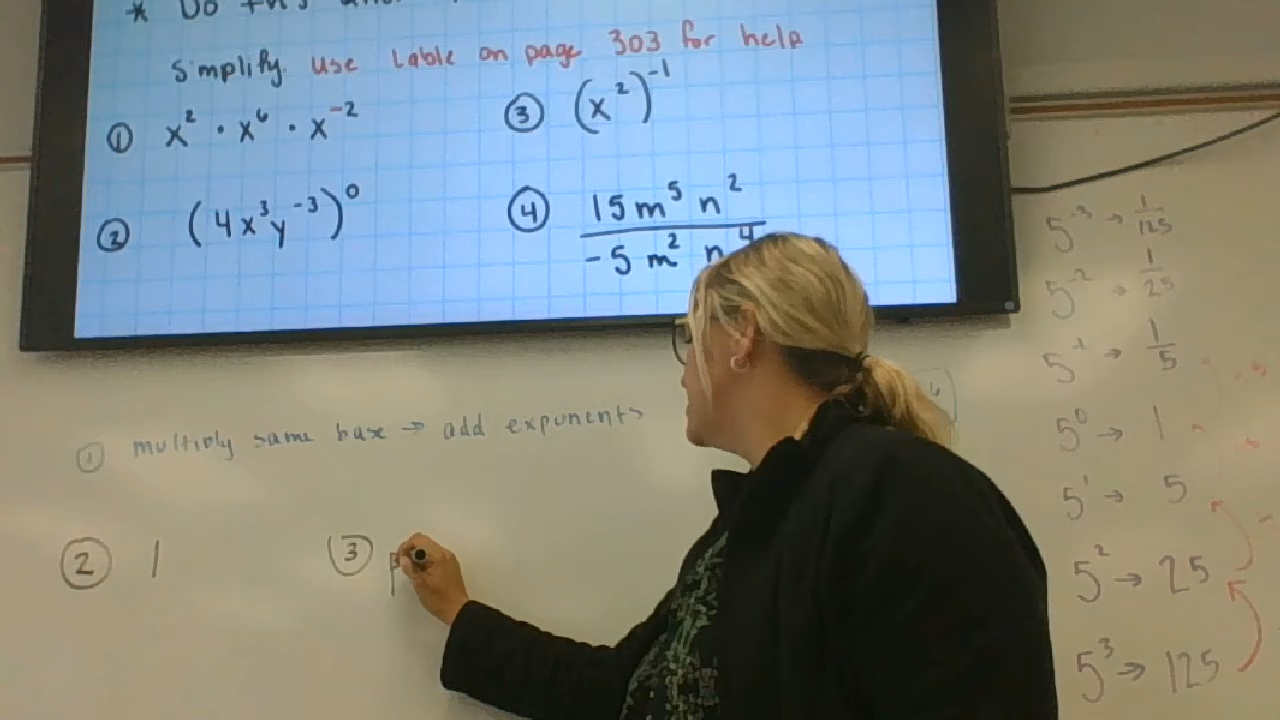 * Do this
simplify. use table on page 303 for help
① x² · x⁶ · x⁻²
② (4x³y⁻³)⁰
③ (x²)⁻¹
④ 15m⁵n² / -5m²n⁴
① multiply same base → add exponents
② 1
③ p
5⁻³ → 1/125
5⁻² → 1/25
5⁻¹ → 1/5
5⁰ → 1
5¹ → 5
5² → 25
5³ → 125